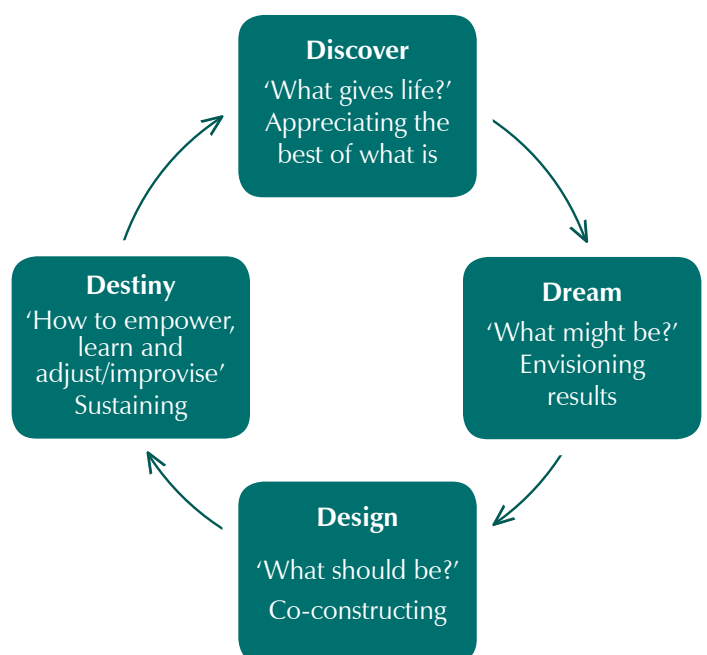 Discover
‘What gives life?’
Appreciating the
best of what is
Dream
‘What might be?’
Envisioning
results
Design
‘What should be?’
Co-constructing
Destiny
‘How to empower,
learn and
adjust/improvise’
Sustaining